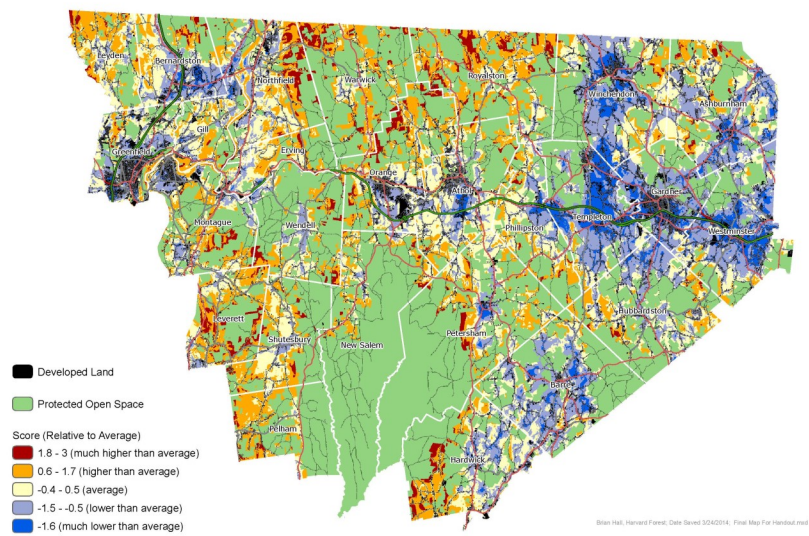 Leyden
Bernardston
Northfield
Warwick
Royalston
Winchendon
Ashburnham
Gill
Greenfield
Erving
Orange
Athol
Gardner
Montague
Wendell
Phillipston
Templeton
Westminster
Leverett
Shutesbury
New Salem
Petersham
Hubbardston
Barre
Pelham
Hardwick
Developed Land
Protected Open Space
Score (Relative to Average)
1.8 - 3 (much higher than average)
0.6 - 1.7 (higher than average)
-0.4 - 0.5 (average)
-1.5 - -0.5 (lower than average)
-1.6 (much lower than average)
Brian Hall, Harvard Forest; Date Saved 3/24/2014; Final Map For Handout.mxd